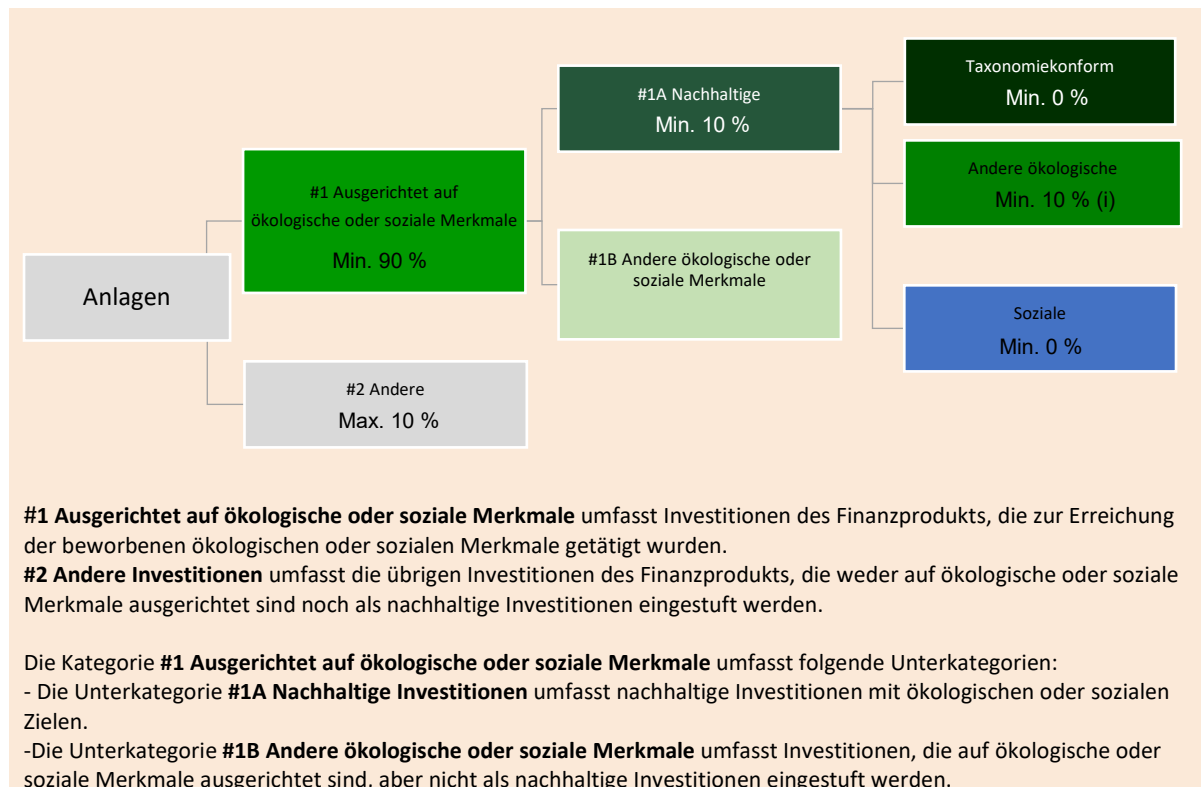 Anlagen
#1 Ausgerichtet auf
ökologische oder soziale Merkmale
Min. 90 %
#2 Andere
Max. 10 %
#1A Nachhaltige
Min. 10 %
#1B Andere ökologische oder
soziale Merkmale
Taxonomiekonform
Min. 0 %
Andere ökologische
Min. 10 % (i)
Soziale
Min. 0 %
#1 Ausgerichtet auf ökologische oder soziale Merkmale umfasst Investitionen des Finanzprodukts, die zur Erreichung
der beworbenen ökologischen oder sozialen Merkmale getätigt wurden.
#2 Andere Investitionen umfasst die übrigen Investitionen des Finanzprodukts, die weder auf ökologische oder soziale
Merkmale ausgerichtet sind noch als nachhaltige Investitionen eingestuft werden.
Die Kategorie #1 Ausgerichtet auf ökologische oder soziale Merkmale umfasst folgende Unterkategorien:
- Die Unterkategorie #1A Nachhaltige Investitionen umfasst nachhaltige Investitionen mit ökologischen oder sozialen
Zielen.
-Die Unterkategorie #1B Andere ökologische oder soziale Merkmale umfasst Investitionen, die auf ökologische oder
soziale Merkmale ausgerichtet sind, aber nicht als nachhaltige Investitionen eingestuft werden.